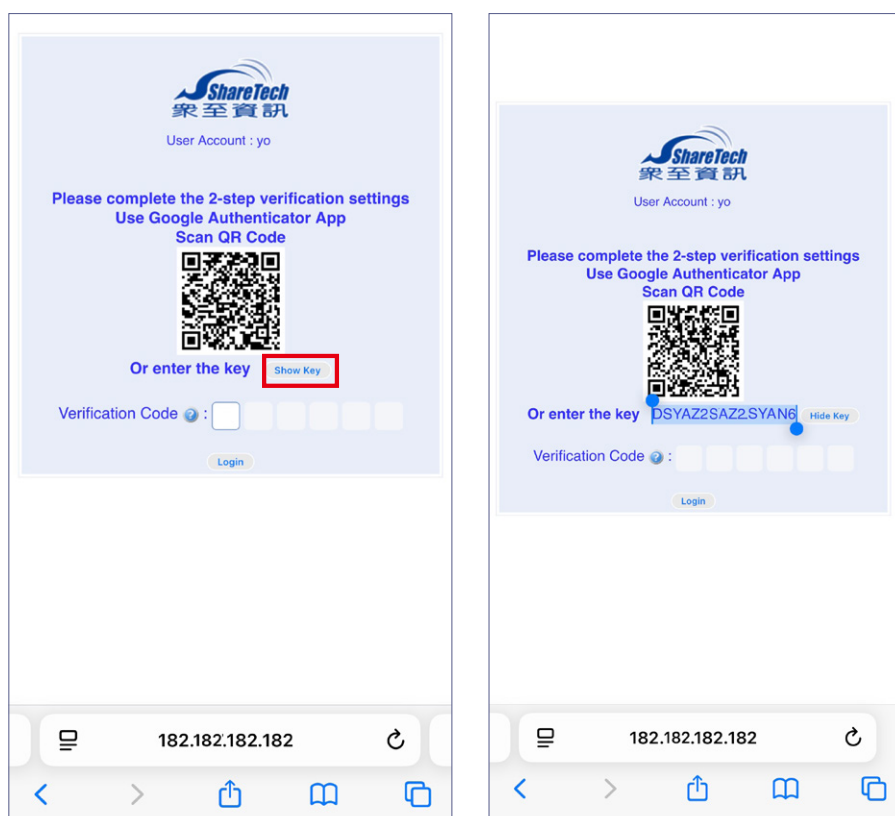 ShareTech
眾至資訊
User Account : yo
Please complete the 2-step verification settings
Use Google Authenticator App
Scan QR Code
Or enter the key Show Key
Verification Code ? :
Login
182.182.182.182
ShareTech
眾至資訊
User Account : yo
Please complete the 2-step verification settings
Use Google Authenticator App
Scan QR Code
Or enter the key DSYAZ2SAZ2SYAN6 Hide Key
Verification Code ? :
Login
182.182.182.182